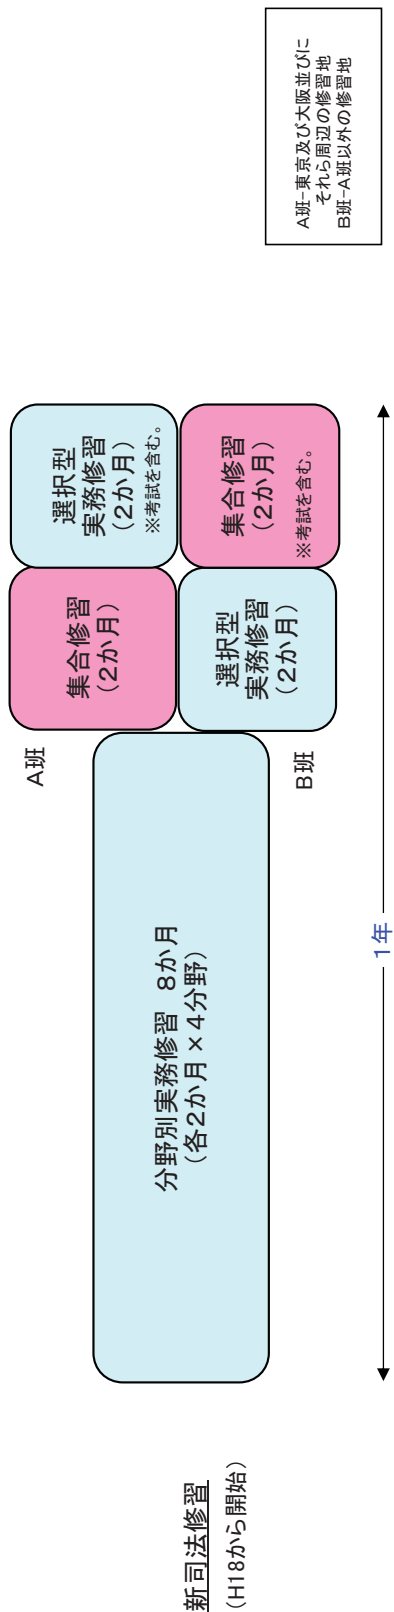 新司法修習
（H18から開始）
分野別実務修習　８か月
（各２か月×４分野）
A班
集合修習
（２か月）
選択型
実務修習
（２か月）
※考試を含む。
B班
選択型
実務修習
（２か月）
集合修習
（２か月）
※考試を含む。
1年
A班－東京及び大阪並びに
それら周辺の修習地
B班－A班以外の修習地